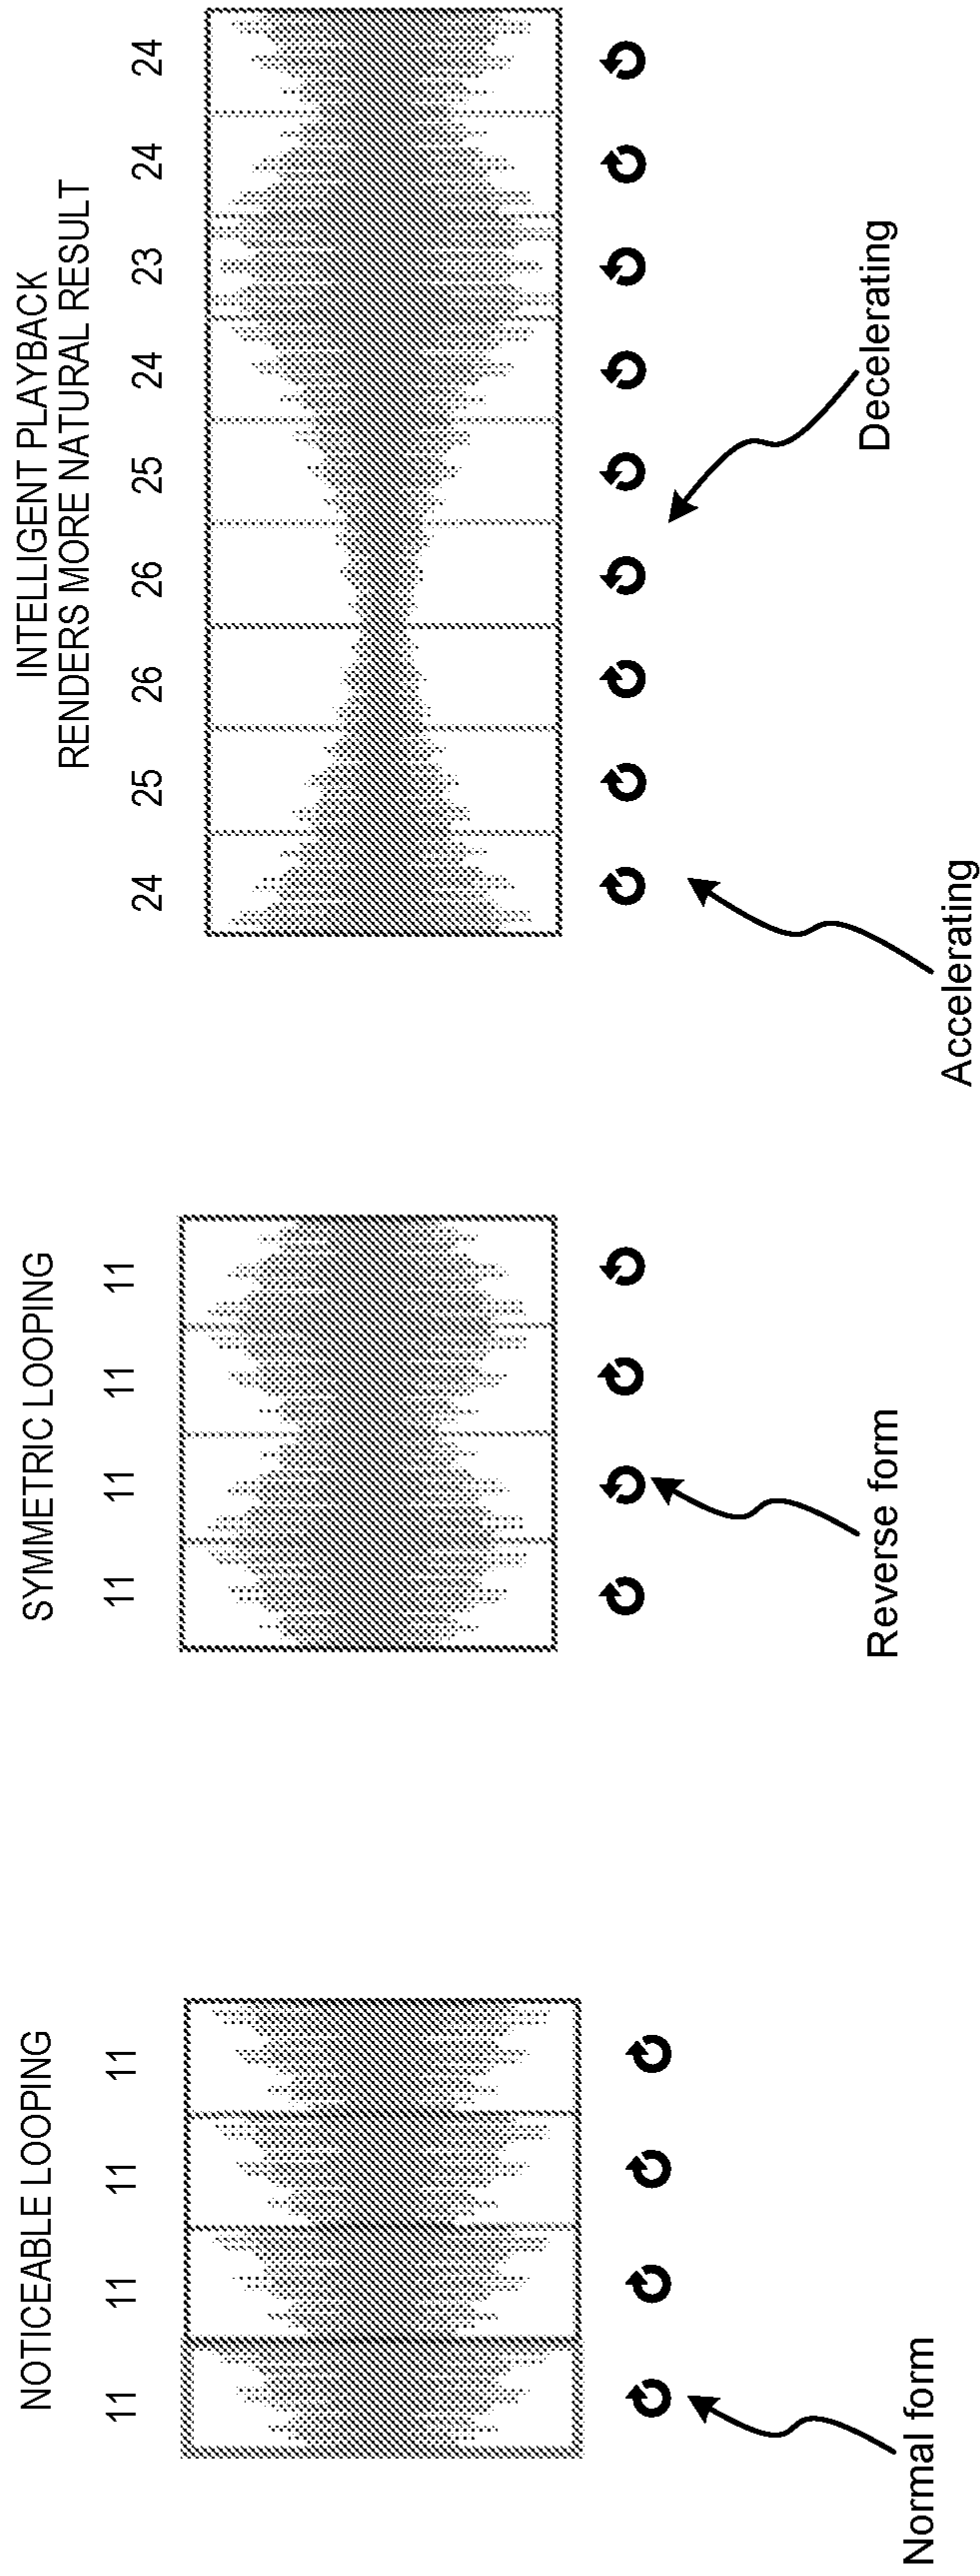 NOTICEABLE LOOPING
11 11 11 11
Normal form
SYMMETRIC LOOPING
11 11 11 11
Reverse form
INTELLIGENT PLAYBACK
RENDERS MORE NATURAL RESULT
24 25 26 26 25 24 23 24 24
Accelerating
Decelerating